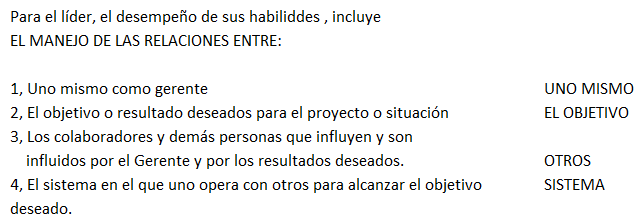 Para el líder, el desempeño de sus habiliddes , incluye
EL MANEJO DE LAS RELACIONES ENTRE:
1, Uno mismo como gerente UNO MISMO
2, El objetivo o resultado deseados para el proyecto o situación EL OBJETIVO
3, Los colaboradores y demás personas que influyen y son
influidos por el Gerente y por los resultados deseados. OTROS
4, El sistema en el que uno opera con otros para alcanzar el objetivo SISTEMA
deseado.